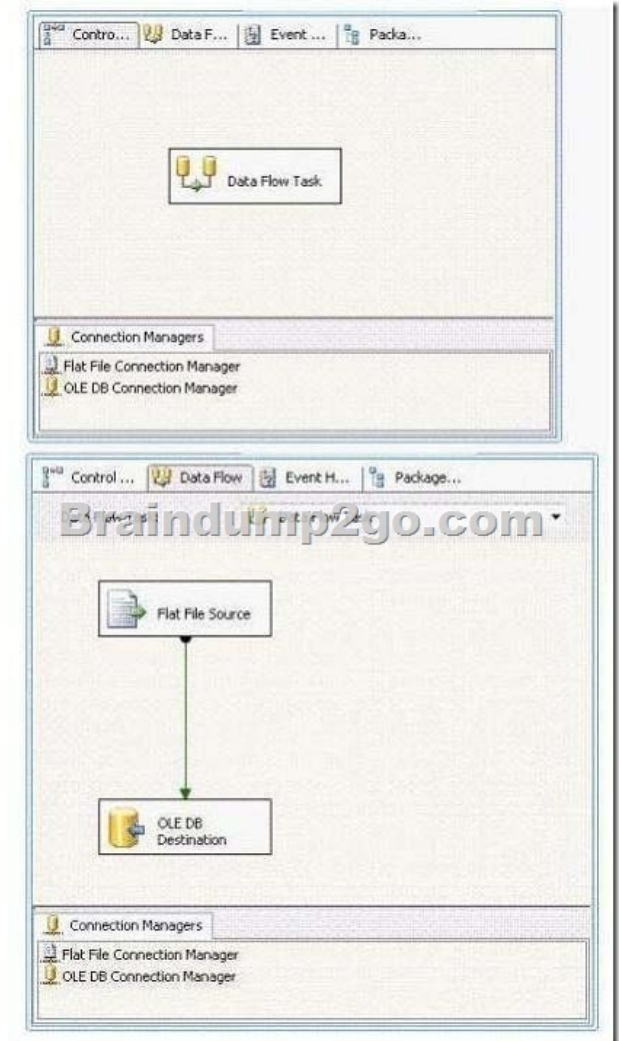 Contro... Data F... Event ... Packa...
Data Flow Task
Connection Managers
Flat File Connection Manager
OLE DB Connection Manager
Control ... Data Flow Event H... Package...
Braindump2go.com
Flat File Source
OLE DB
Destination
Connection Managers
Flat File Connection Manager
OLE DB Connection Manager